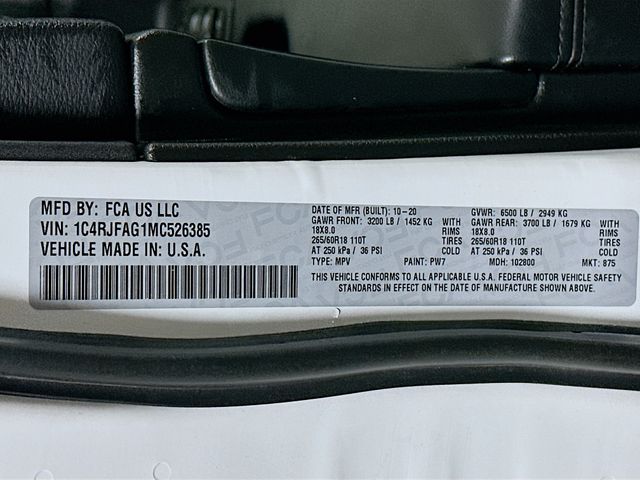 MFD BY: FCA US LLC
VIN: 1C4RJFAG1MC526385
VEHICLE MADE IN: U.S.A.
DATE OF MFR (BUILT): 10-20 GVWR: 6500 LB / 2949 KG
GAWR FRONT: 3200 LB / 1452 KG WITH GAWR REAR: 3700 LB / 1679 KG WITH
18X8.0 RIMS 18X8.0 RIMS
265/60R18 110T TIRES 265/60R18 110T TIRES
AT 250 kPa / 36 PSI COLD AT 250 kPa / 36 PSI COLD
TYPE: MPV PAINT: PW7 MDH: 102800 MKT: 875
THIS VEHICLE CONFORMS TO ALL APPLICABLE U.S.A. FEDERAL MOTOR VEHICLE SAFETY
STANDARDS IN EFFECT ON THE DATE OF MANUFACTURE SHOWN ABOVE.